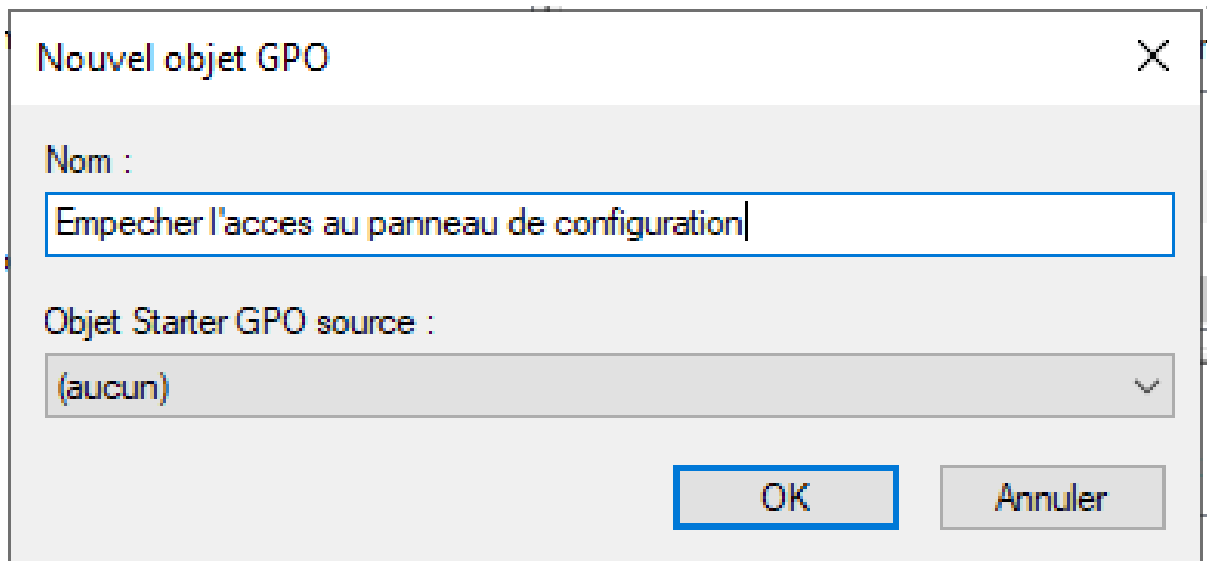 Nouvel objet GPO
Nom :
Empecher l'acces au panneau de configuration
Objet Starter GPO source :
(aucun)
OK
Annuler